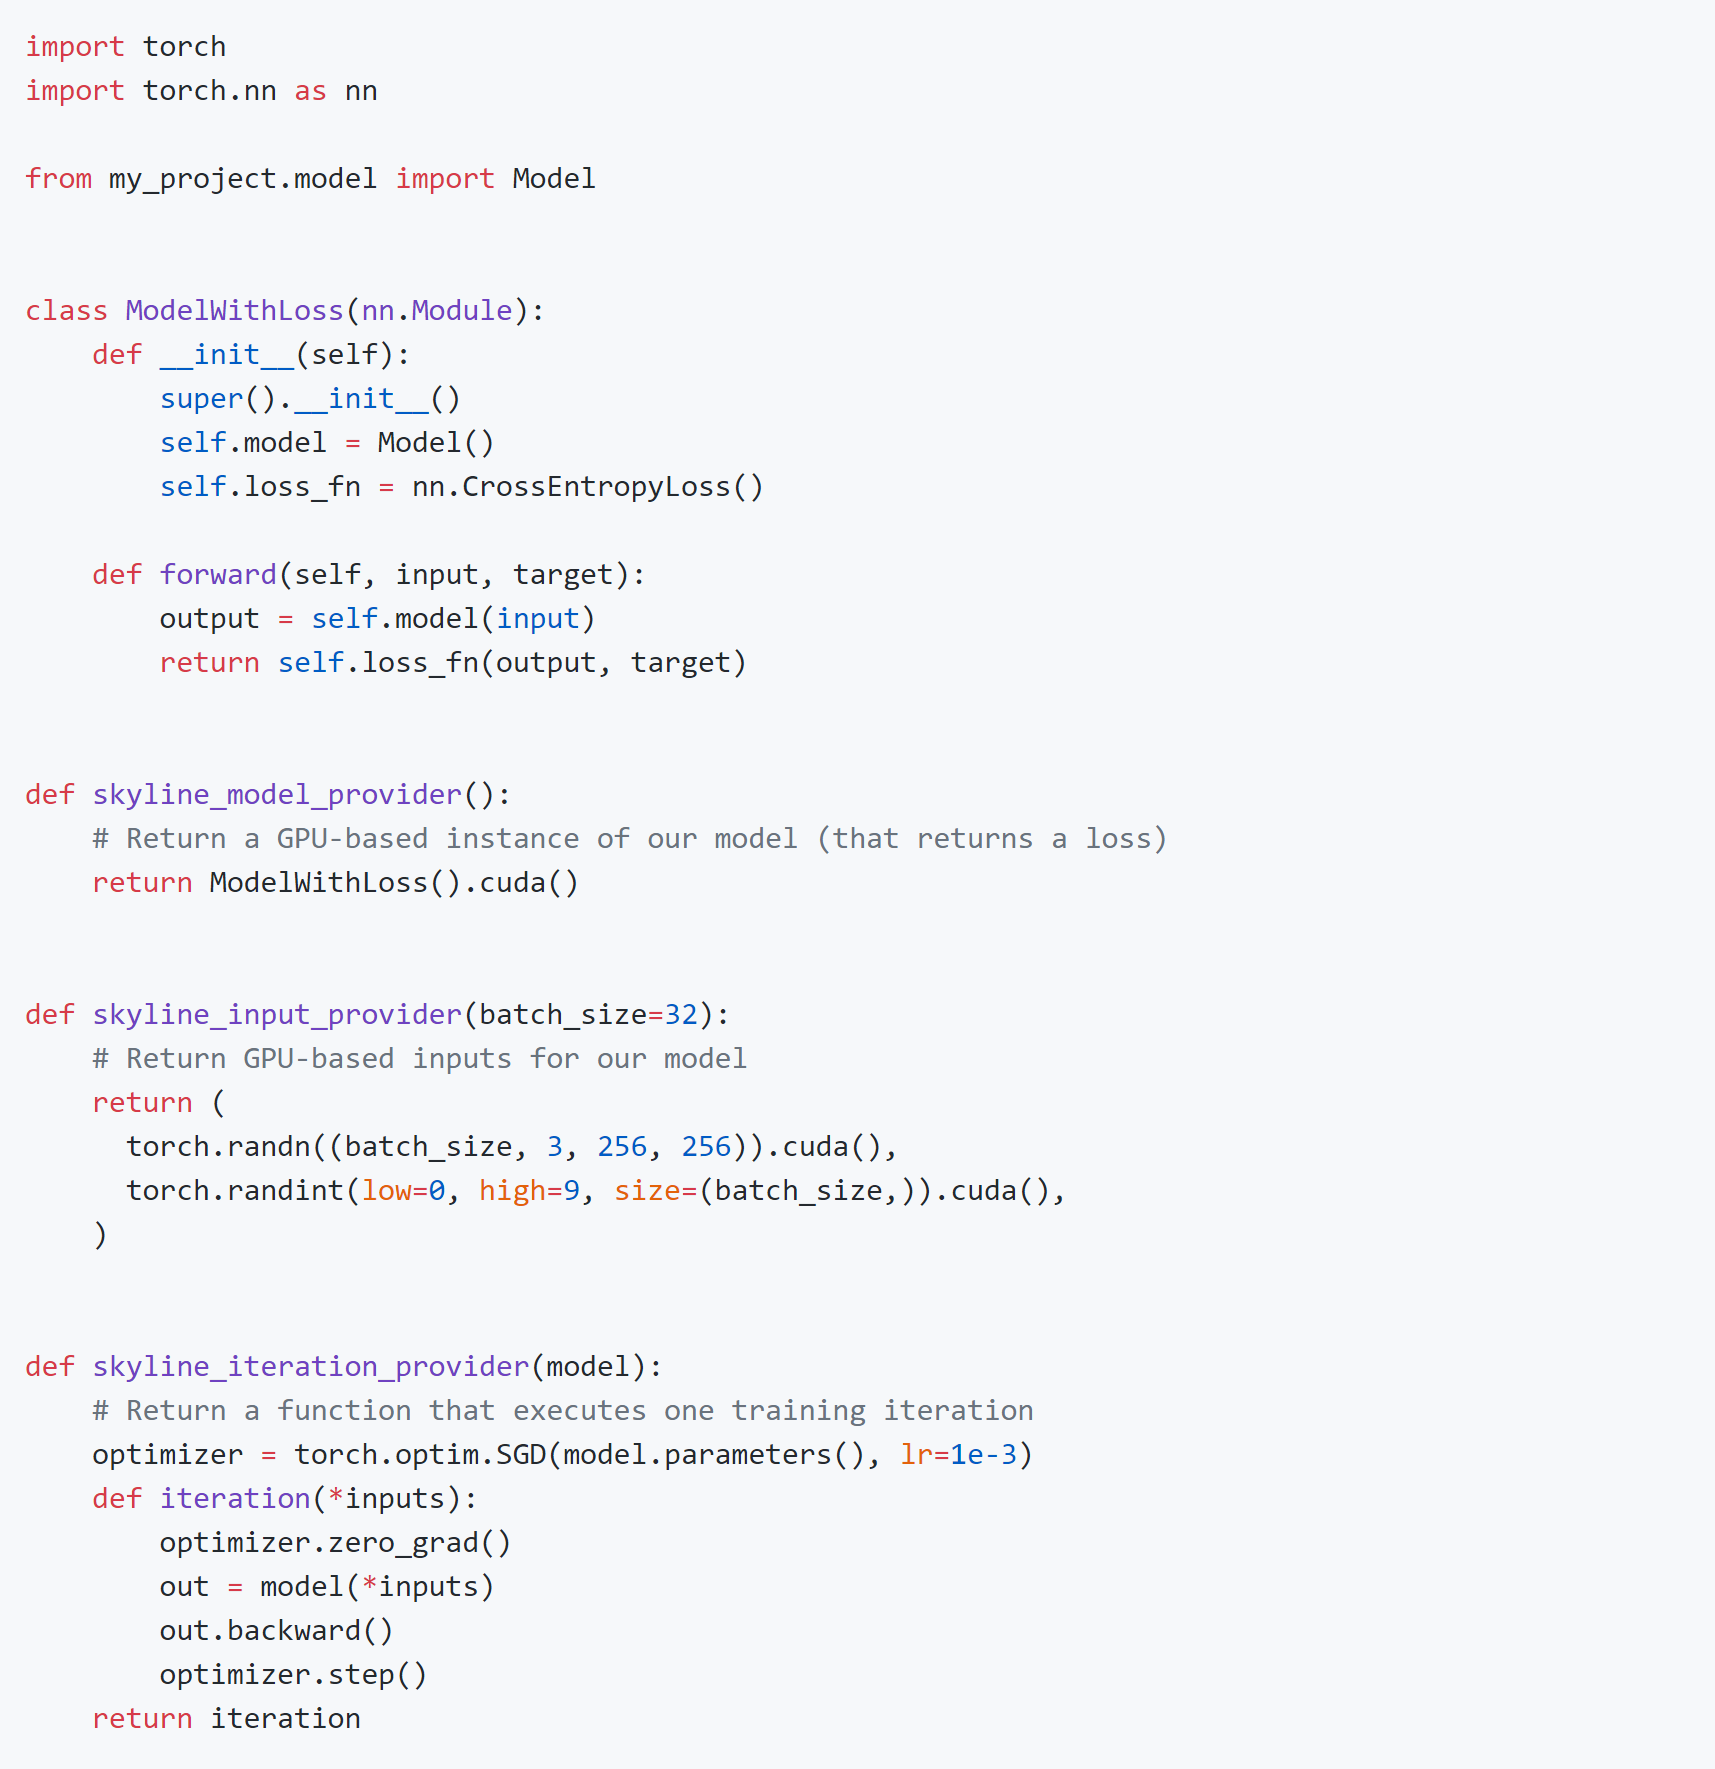 import torch
import torch.nn as nn
from my_project.model import Model
class ModelWithLoss(nn.Module):
    def __init__(self):
        super().__init__()
        self.model = Model()
        self.loss_fn = nn.CrossEntropyLoss()
    def forward(self, input, target):
        output = self.model(input)
        return self.loss_fn(output, target)
def skyline_model_provider():
    # Return a GPU-based instance of our model (that returns a loss)
    return ModelWithLoss().cuda()
def skyline_input_provider(batch_size=32):
    # Return GPU-based inputs for our model
    return (
      torch.randn((batch_size, 3, 256, 256)).cuda(),
      torch.randint(low=0, high=9, size=(batch_size,)).cuda(),
    )
def skyline_iteration_provider(model):
    # Return a function that executes one training iteration
    optimizer = torch.optim.SGD(model.parameters(), lr=1e-3)
    def iteration(*inputs):
        optimizer.zero_grad()
        out = model(*inputs)
        out.backward()
        optimizer.step()
    return iteration